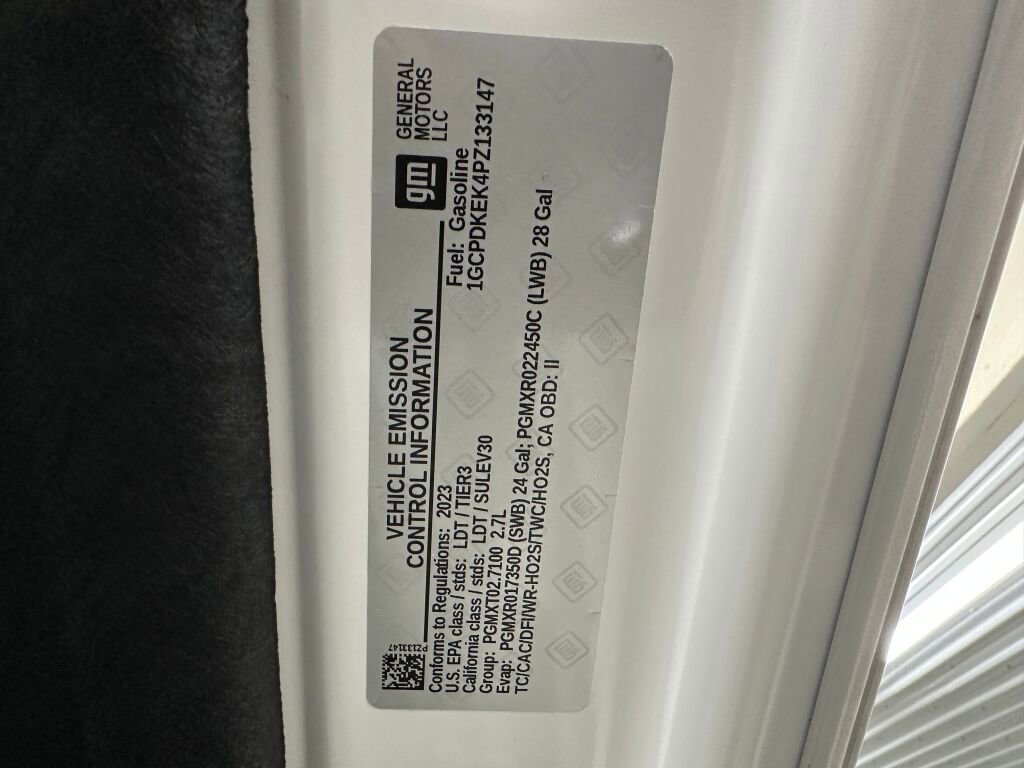 VEHICLE EMISSION
CONTROL INFORMATION
gm
GENERAL
MOTORS
LLC
PZ133147
Conforms to Regulations: 2023
Fuel: Gasoline
U.S. EPA class / stds: LDT / TIER3
1GCPDKEK4PZ133147
California class / stds: LDT / SULEV30
Group: PGMXT02.7100 2.7L
Evap: PGMXR017350D (SWB) 24 Gal; PGMXR022450C (LWB) 28 Gal
TC/CAC/DFI/WR-HO2S/TWC/HO2S, CA OBD: II